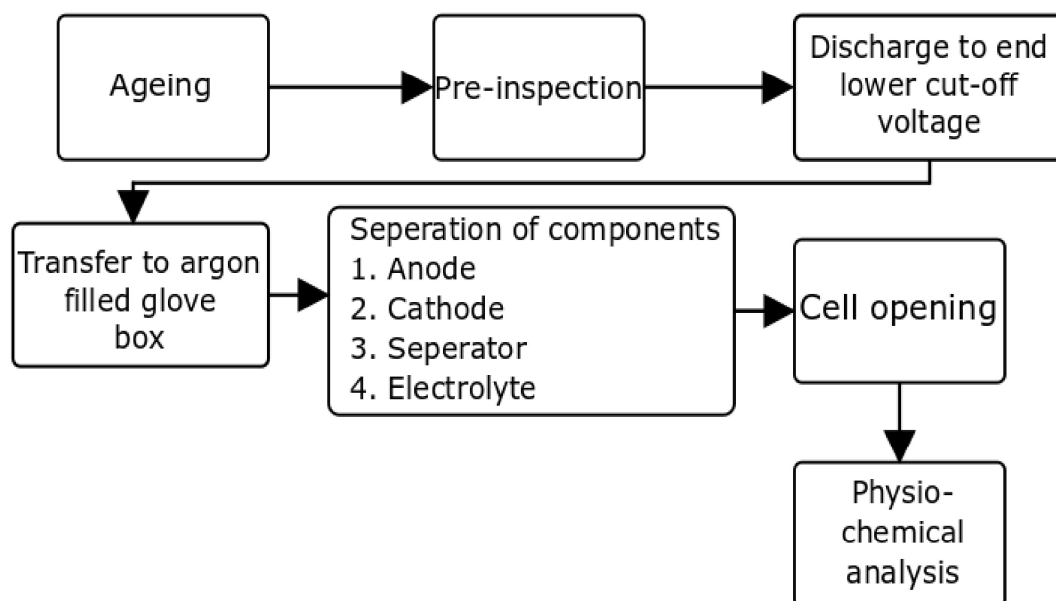 Ageing
Pre-inspection
Discharge to end
lower cut-off
voltage
Transfer to argon
filled glove
box
Seperation of components
1. Anode
2. Cathode
3. Seperator
4. Electrolyte
Cell opening
Physio-
chemical
analysis